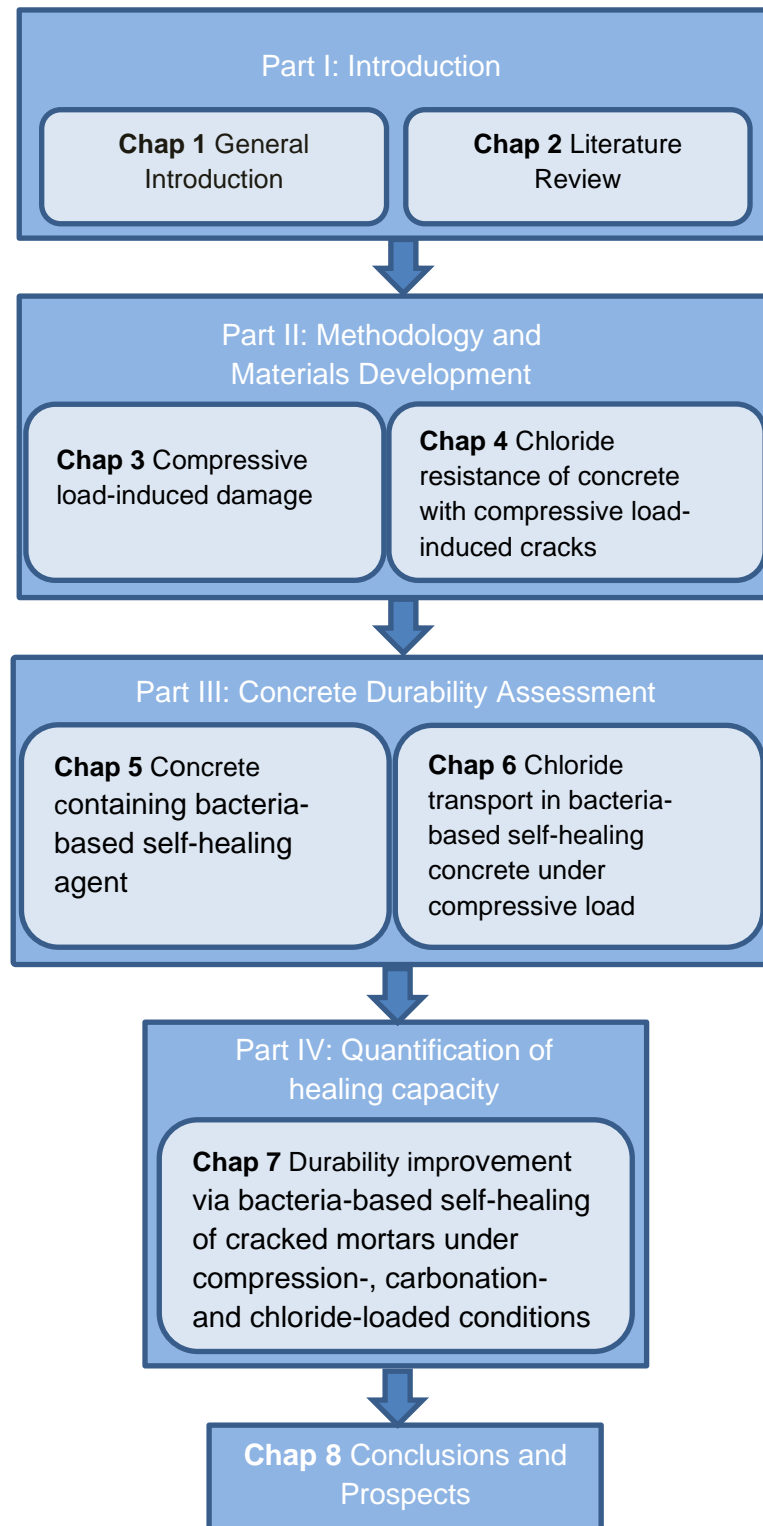 Part I: Introduction
Chap 1 General
Introduction
Chap 2 Literature
Review
Part II: Methodology and
Materials Development
Chap 3 Compressive
load-induced damage
Chap 4 Chloride
resistance of concrete
with compressive load-
induced cracks
Part III: Concrete Durability Assessment
Chap 5 Concrete
containing bacteria-
based self-healing
agent
Chap 6 Chloride
transport in bacteria-
based self-healing
concrete under
compressive load
Part IV: Quantification of
healing capacity
Chap 7 Durability improvement
via bacteria-based self-healing
of cracked mortars under
compression-, carbonation-
and chloride-loaded conditions
Chap 8 Conclusions and
Prospects